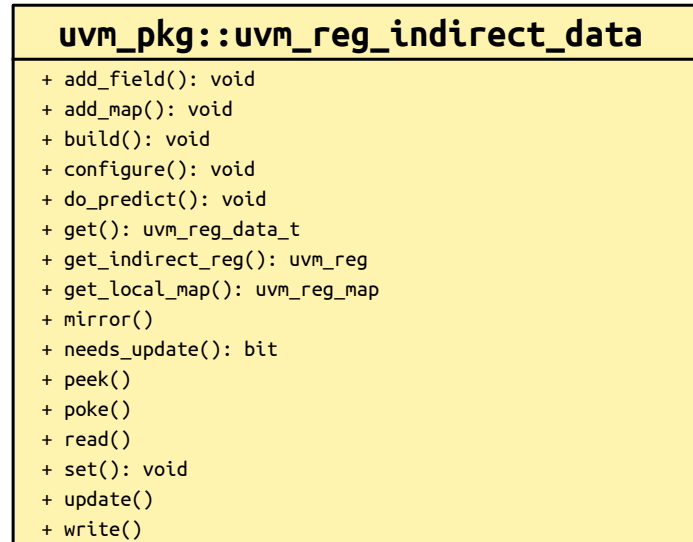 uvm_pkg::uvm_reg_indirect_data
+ add_field(): void
+ add_map(): void
+ build(): void
+ configure(): void
+ do_predict(): void
+ get(): uvm_reg_data_t
+ get_indirect_reg(): uvm_reg
+ get_local_map(): uvm_reg_map
+ mirror()
+ needs_update(): bit
+ peek()
+ poke()
+ read()
+ set(): void
+ update()
+ write()